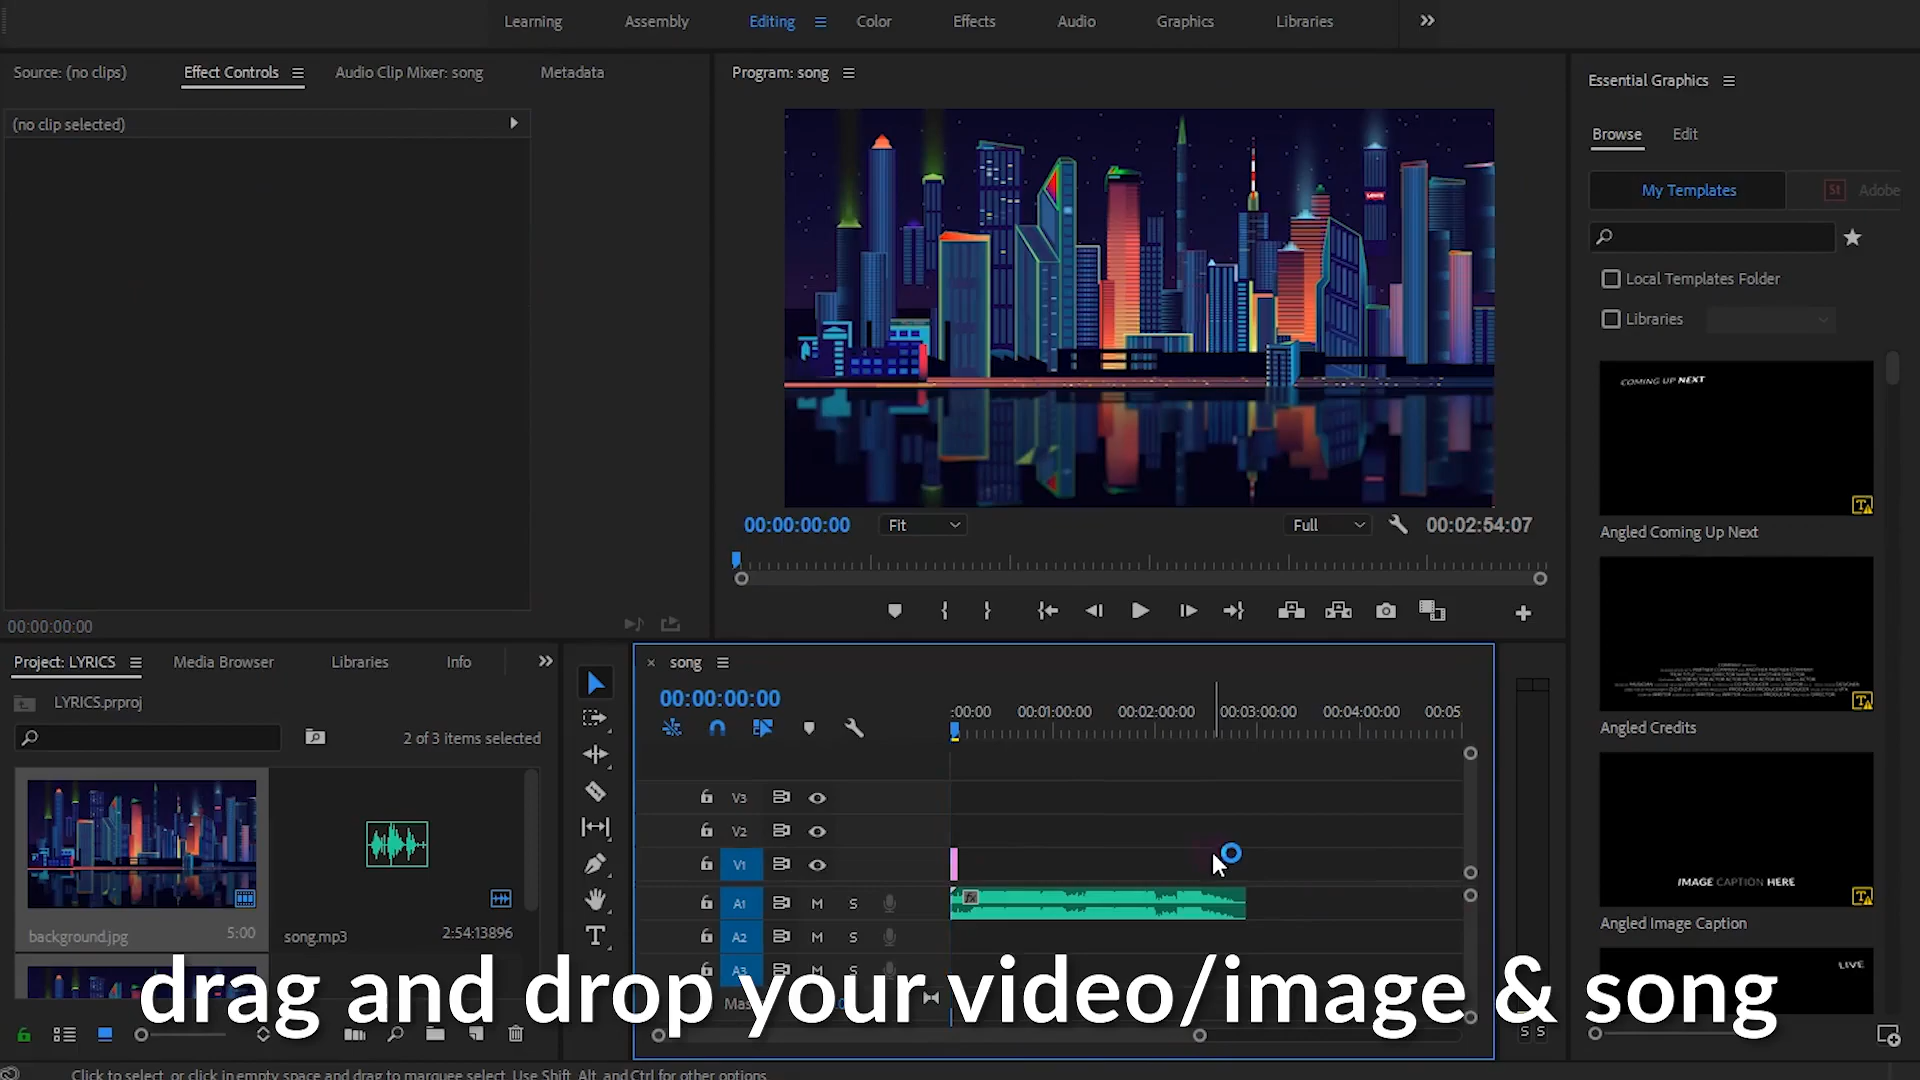 Learning Assembly Editing Color Effects Audio Graphics Libraries
Source: (no clips) Effect Controls Audio Clip Mixer: song Metadata
Program: song
Essential Graphics
(no clip selected)
Browse Edit
My Templates St Adobe
Local Templates Folder
Libraries
COMING UP NEXT
Angled Coming Up Next
00:00:00:00 Fit Full 00:02:54:07
00:00:00:00
Angled Credits
Project: LYRICS Media Browser Libraries Info
LYRICS.prproj
2 of 3 items selected
background.jpg 5:00
song.mp3 2:54:13896
song
00:00:00:00
:00:00 00:01:00:00 00:02:00:00 00:03:00:00 00:04:00:00 00:05
V3
V2
V1
fx
A1 M S
A2 M S
A3 M S
IMAGE CAPTION HERE
Angled Image Caption
LIVE
drag and drop your video/image & song
S S
Click to select, or click in empty space and drag to marquee select. Use Shift, Alt, and Ctrl for other options.